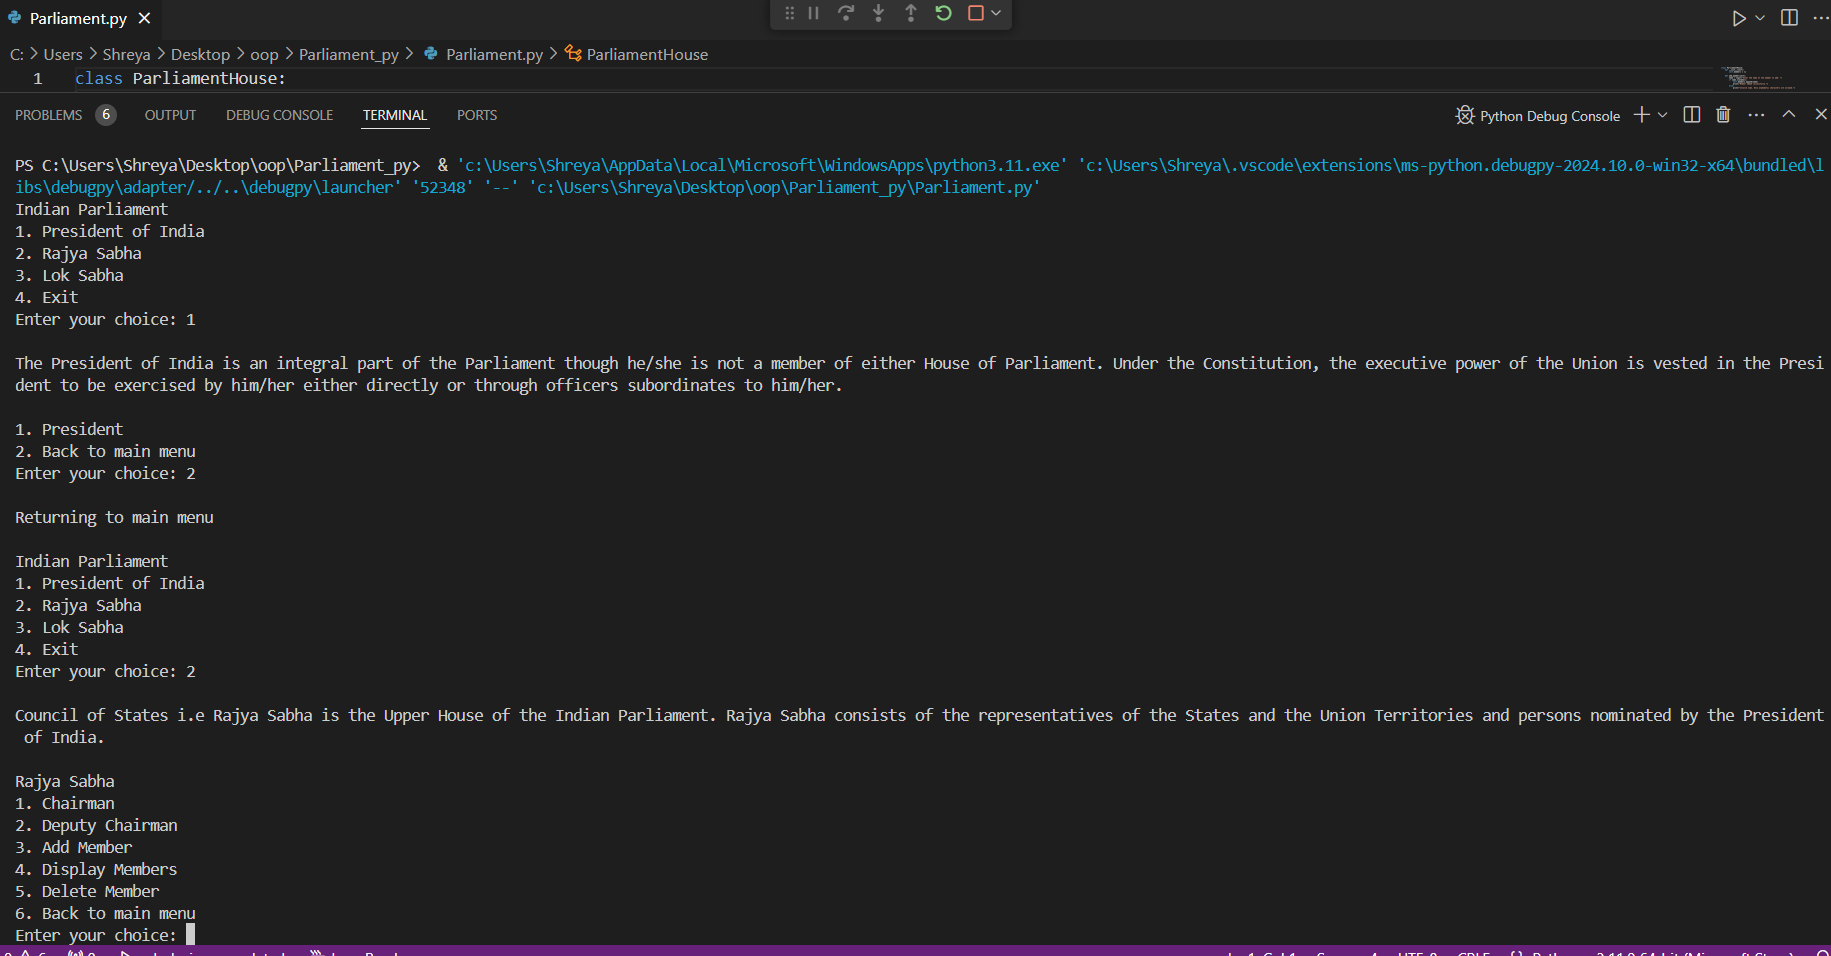 Parliament.py
C: > Users > Shreya > Desktop > oop > Parliament_py > Parliament.py > ParliamentHouse
1 class ParliamentHouse:
PROBLEMS 6 OUTPUT DEBUG CONSOLE TERMINAL PORTS Python Debug Console
PS C:\Users\Shreya\Desktop\oop\Parliament_py>  & 'c:\Users\Shreya\AppData\Local\Microsoft\WindowsApps\python3.11.exe' 'c:\Users\Shreya\.vscode\extensions\ms-python.debugpy-2024.10.0-win32-x64\bundled\l
ibs\debugpy\adapter/../..\debugpy\launcher' '52348' '--' 'c:\Users\Shreya\Desktop\oop\Parliament_py\Parliament.py'
Indian Parliament
1. President of India
2. Rajya Sabha
3. Lok Sabha
4. Exit
Enter your choice: 1
The President of India is an integral part of the Parliament though he/she is not a member of either House of Parliament. Under the Constitution, the executive power of the Union is vested in the Presi
dent to be exercised by him/her either directly or through officers subordinates to him/her.
1. President
2. Back to main menu
Enter your choice: 2
Returning to main menu
Indian Parliament
1. President of India
2. Rajya Sabha
3. Lok Sabha
4. Exit
Enter your choice: 2
Council of States i.e Rajya Sabha is the Upper House of the Indian Parliament. Rajya Sabha consists of the representatives of the States and the Union Territories and persons nominated by the President
of India.
Rajya Sabha
1. Chairman
2. Deputy Chairman
3. Add Member
4. Display Members
5. Delete Member
6. Back to main menu
Enter your choice: